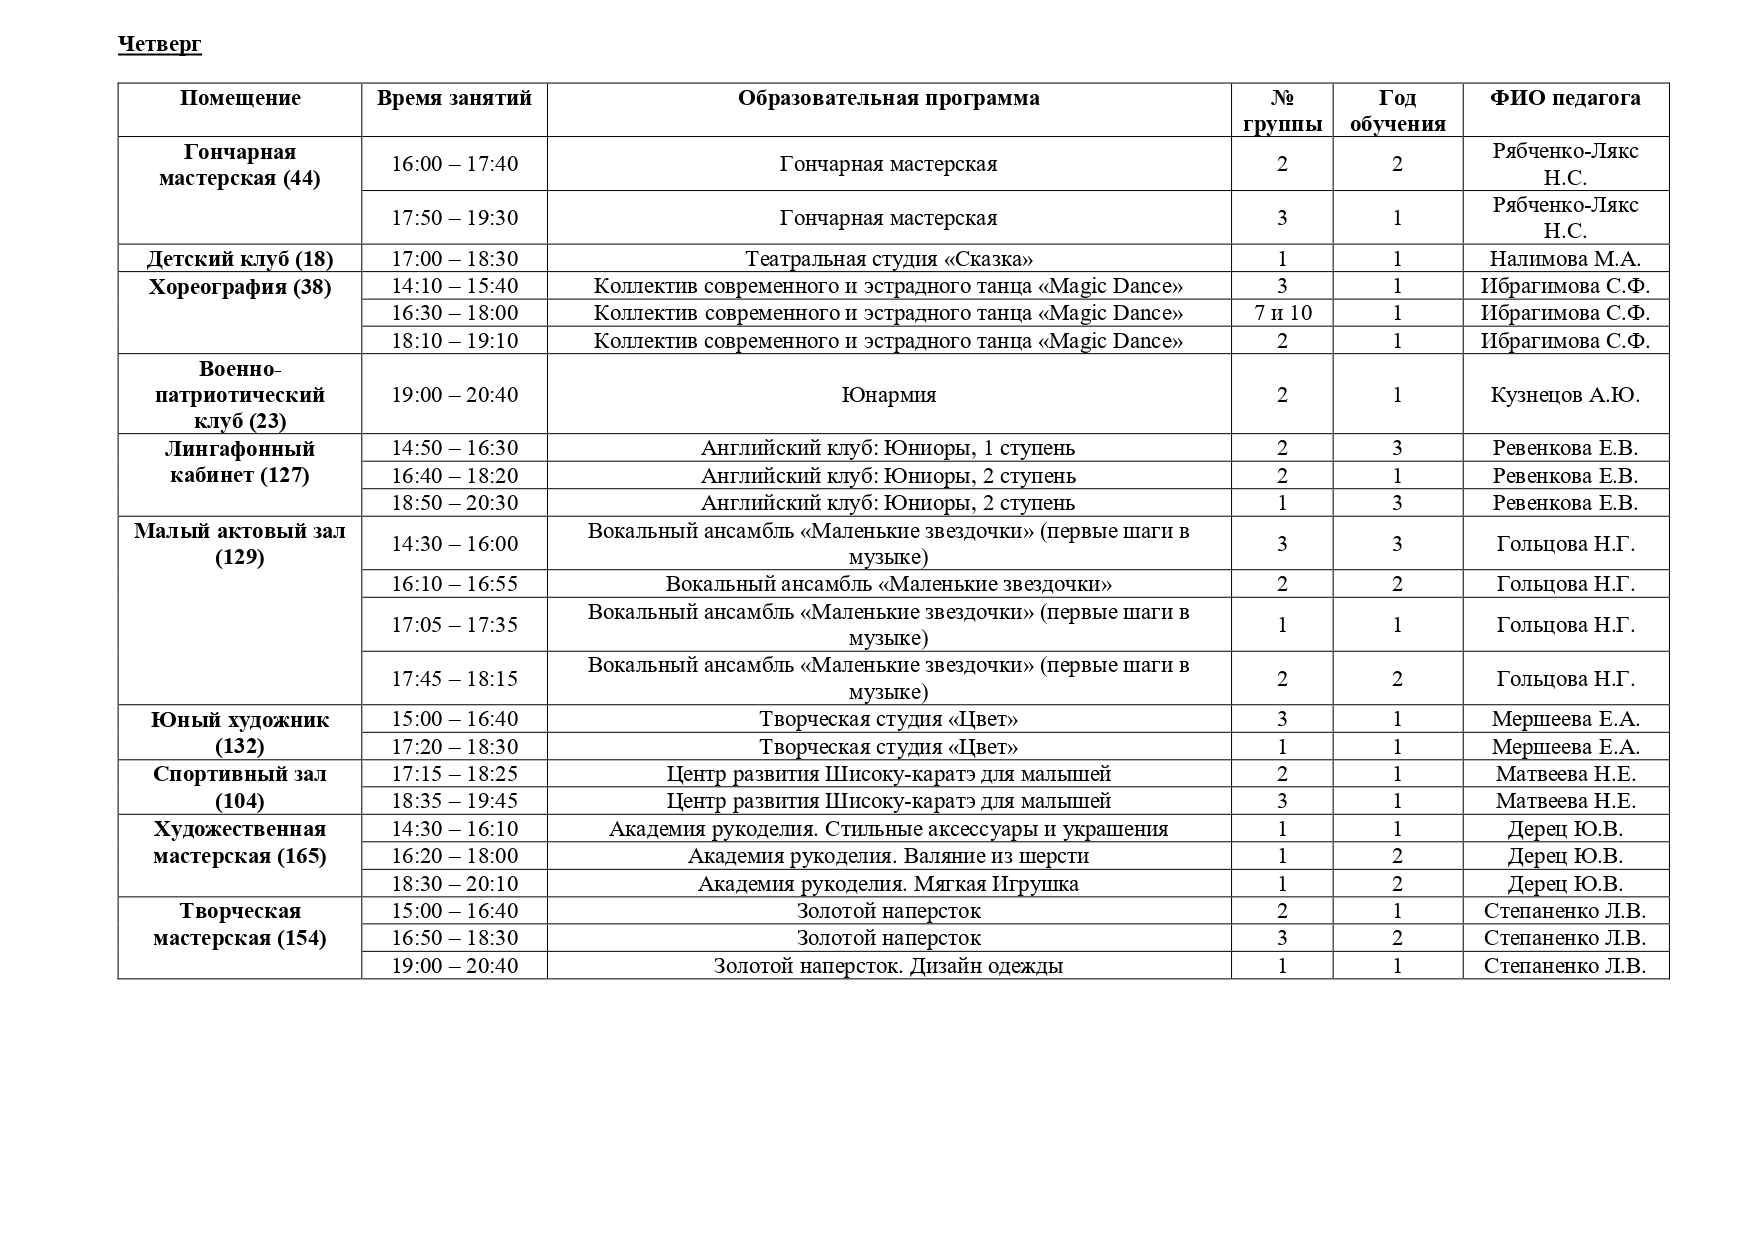 Четверг
Помещение Время занятий Образовательная программа № группы Год обучения ФИО педагога
Гончарная мастерская (44) 16:00 – 17:40 Гончарная мастерская 2 2 Рябченко-Лякс Н.С.
17:50 – 19:30 Гончарная мастерская 3 1 Рябченко-Лякс Н.С.
Детский клуб (18) 17:00 – 18:30 Театральная студия «Сказка» 1 1 Налимова М.А.
Хореография (38) 14:10 – 15:40 Коллектив современного и эстрадного танца «Magic Dance» 3 1 Ибрагимова С.Ф.
16:30 – 18:00 Коллектив современного и эстрадного танца «Magic Dance» 7 и 10 1 Ибрагимова С.Ф.
18:10 – 19:10 Коллектив современного и эстрадного танца «Magic Dance» 2 1 Ибрагимова С.Ф.
Военно-патриотический клуб (23) 19:00 – 20:40 Юнармия 2 1 Кузнецов А.Ю.
Лингафонный кабинет (127) 14:50 – 16:30 Английский клуб: Юниоры, 1 ступень 2 3 Ревенкова Е.В.
16:40 – 18:20 Английский клуб: Юниоры, 2 ступень 2 1 Ревенкова Е.В.
18:50 – 20:30 Английский клуб: Юниоры, 2 ступень 1 3 Ревенкова Е.В.
Малый актовый зал (129) 14:30 – 16:00 Вокальный ансамбль «Маленькие звездочки» (первые шаги в музыке) 3 3 Гольцова Н.Г.
16:10 – 16:55 Вокальный ансамбль «Маленькие звездочки» 2 2 Гольцова Н.Г.
17:05 – 17:35 Вокальный ансамбль «Маленькие звездочки» (первые шаги в музыке) 1 1 Гольцова Н.Г.
17:45 – 18:15 Вокальный ансамбль «Маленькие звездочки» (первые шаги в музыке) 2 2 Гольцова Н.Г.
Юный художник (132) 15:00 – 16:40 Творческая студия «Цвет» 3 1 Мершеева Е.А.
17:20 – 18:30 Творческая студия «Цвет» 1 1 Мершеева Е.А.
Спортивный зал (104) 17:15 – 18:25 Центр развития Шисоку-каратэ для малышей 2 1 Матвеева Н.Е.
18:35 – 19:45 Центр развития Шисоку-каратэ для малышей 3 1 Матвеева Н.Е.
Художественная мастерская (165) 14:30 – 16:10 Академия рукоделия. Стильные аксессуары и украшения 1 1 Дерец Ю.В.
16:20 – 18:00 Академия рукоделия. Валяние из шерсти 1 2 Дерец Ю.В.
18:30 – 20:10 Академия рукоделия. Мягкая Игрушка 1 2 Дерец Ю.В.
Творческая мастерская (154) 15:00 – 16:40 Золотой наперсток 2 1 Степаненко Л.В.
16:50 – 18:30 Золотой наперсток 3 2 Степаненко Л.В.
19:00 – 20:40 Золотой наперсток. Дизайн одежды 1 1 Степаненко Л.В.